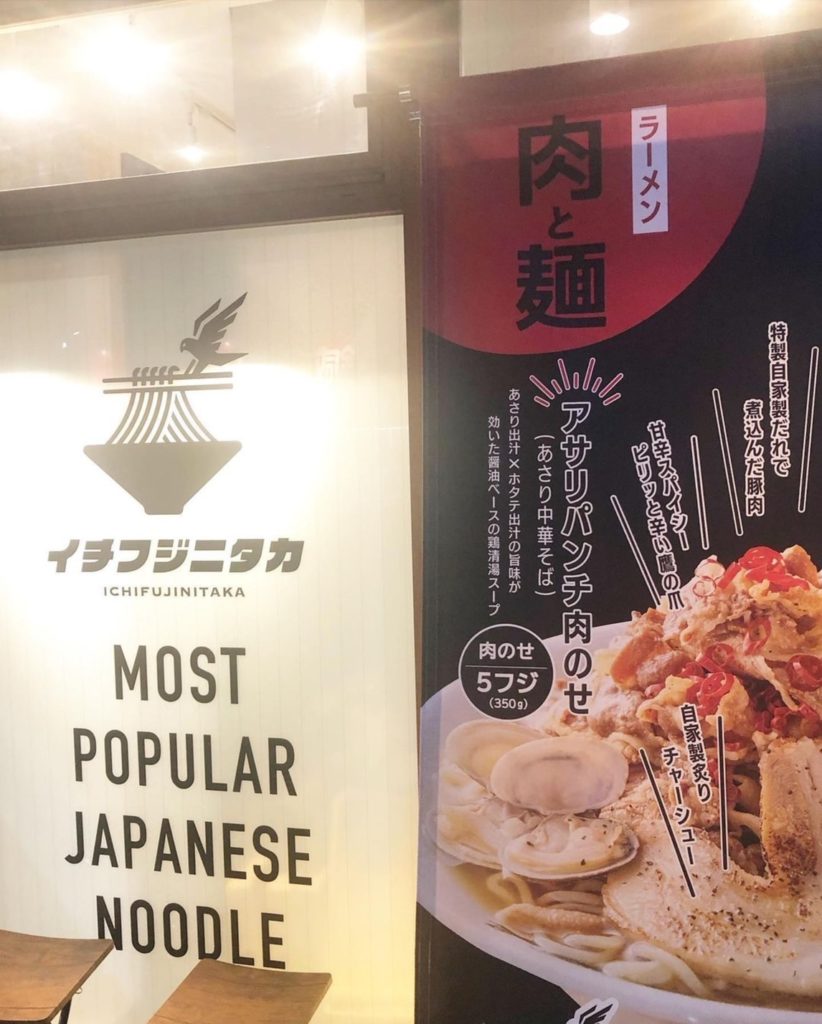 イチフジニタカ
ICHIFUJINITAKA
MOST
POPULAR
JAPANESE
NOODLE
ラーメン
肉と麺
特製自家製だれで
煮込んだ豚肉
甘辛スパイシー
ピリッと辛い鷹の爪
アサリパンチ肉のせ
(あさり中華そば)
あさり出汁×ホタテ出汁の旨味が
効いた醤油ベースの鶏清湯スープ
肉のせ
5フジ
(350g)
自家製炙り
チャーシュー